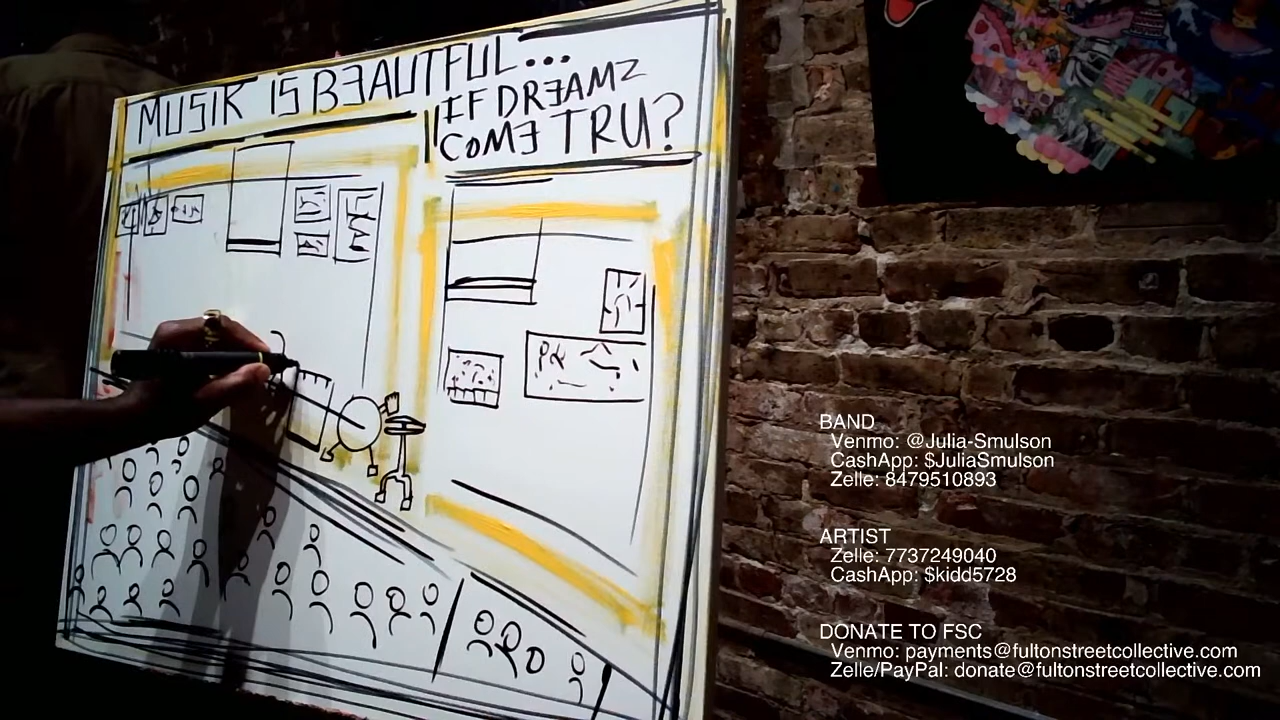 MUSIK IS BEAUTFUL...
IF DREAMZ
COME TRU?
BAND
Venmo: @Julia-Smulson
CashApp: $JuliaSmulson
Zelle: 8479510893
ARTIST
Zelle: 7737249040
CashApp: $kidd5728
DONATE TO FSC
Venmo: payments@fultonstreetcollective.com
Zelle/PayPal: donate@fultonstreetcollective.com